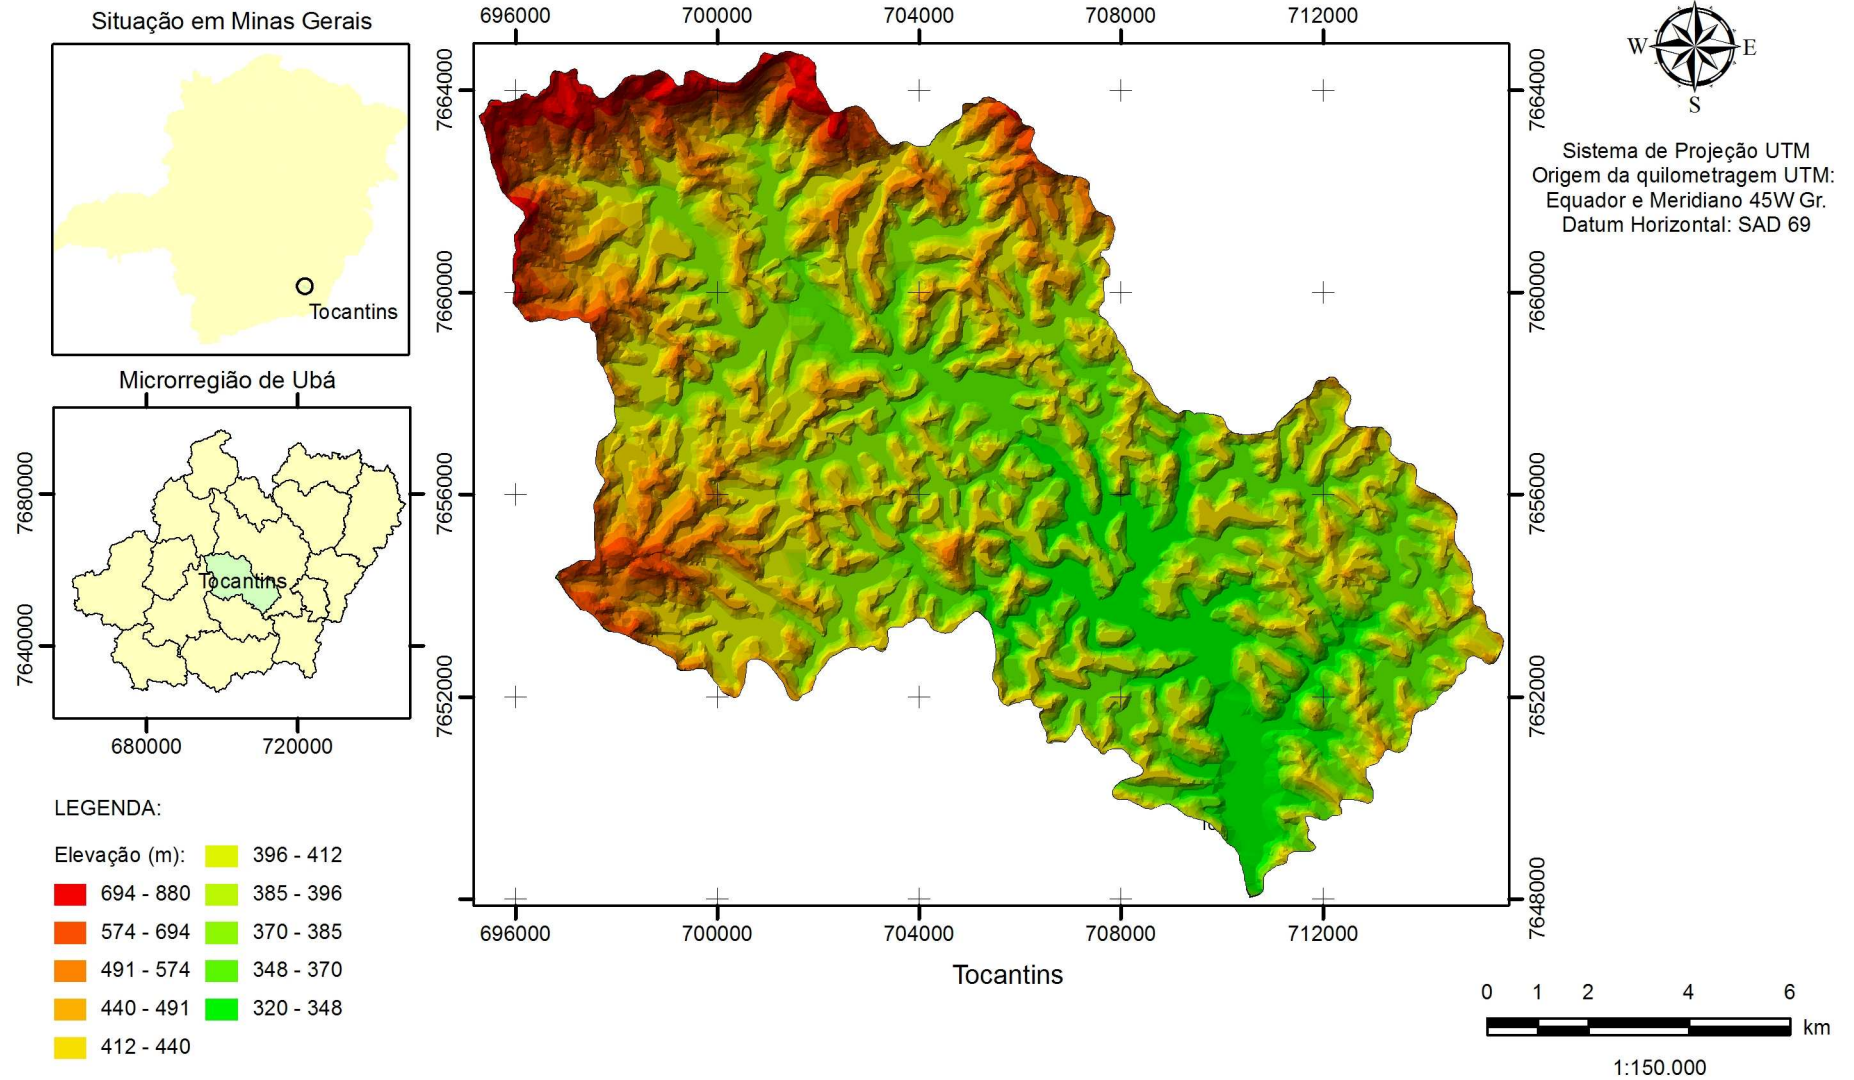 Situação em Minas Gerais
Tocantins
Microrregião de Ubá
7680000
7640000
Tocantins
680000
720000
LEGENDA:
Elevação (m):
694 - 880
574 - 694
491 - 574
440 - 491
412 - 440
396 - 412
385 - 396
370 - 385
348 - 370
320 - 348
696000
700000
704000
708000
712000
7664000
7660000
7656000
7652000
7664000
7660000
7656000
7652000
7648000
696000
700000
704000
708000
712000
Tocantins
W
E
S
Sistema de Projeção UTM
Origem da quilometragem UTM:
Equador e Meridiano 45W Gr.
Datum Horizontal: SAD 69
0 1 2 4 6
km
1:150.000